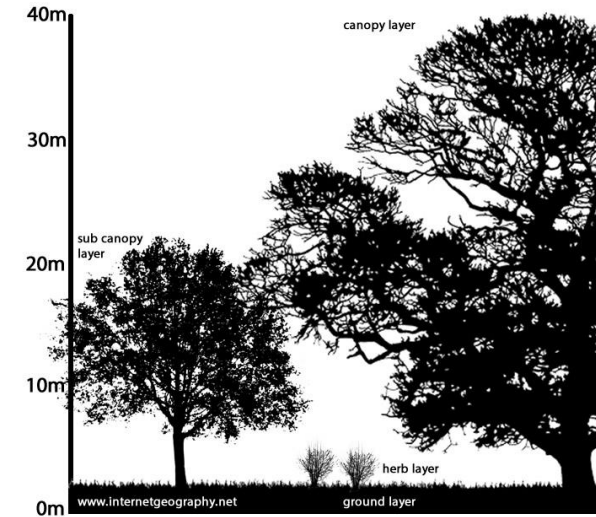 40m
canopy layer
30m
sub canopy
layer
20m
10m
herb layer
0m
www.internetgeography.net
ground layer